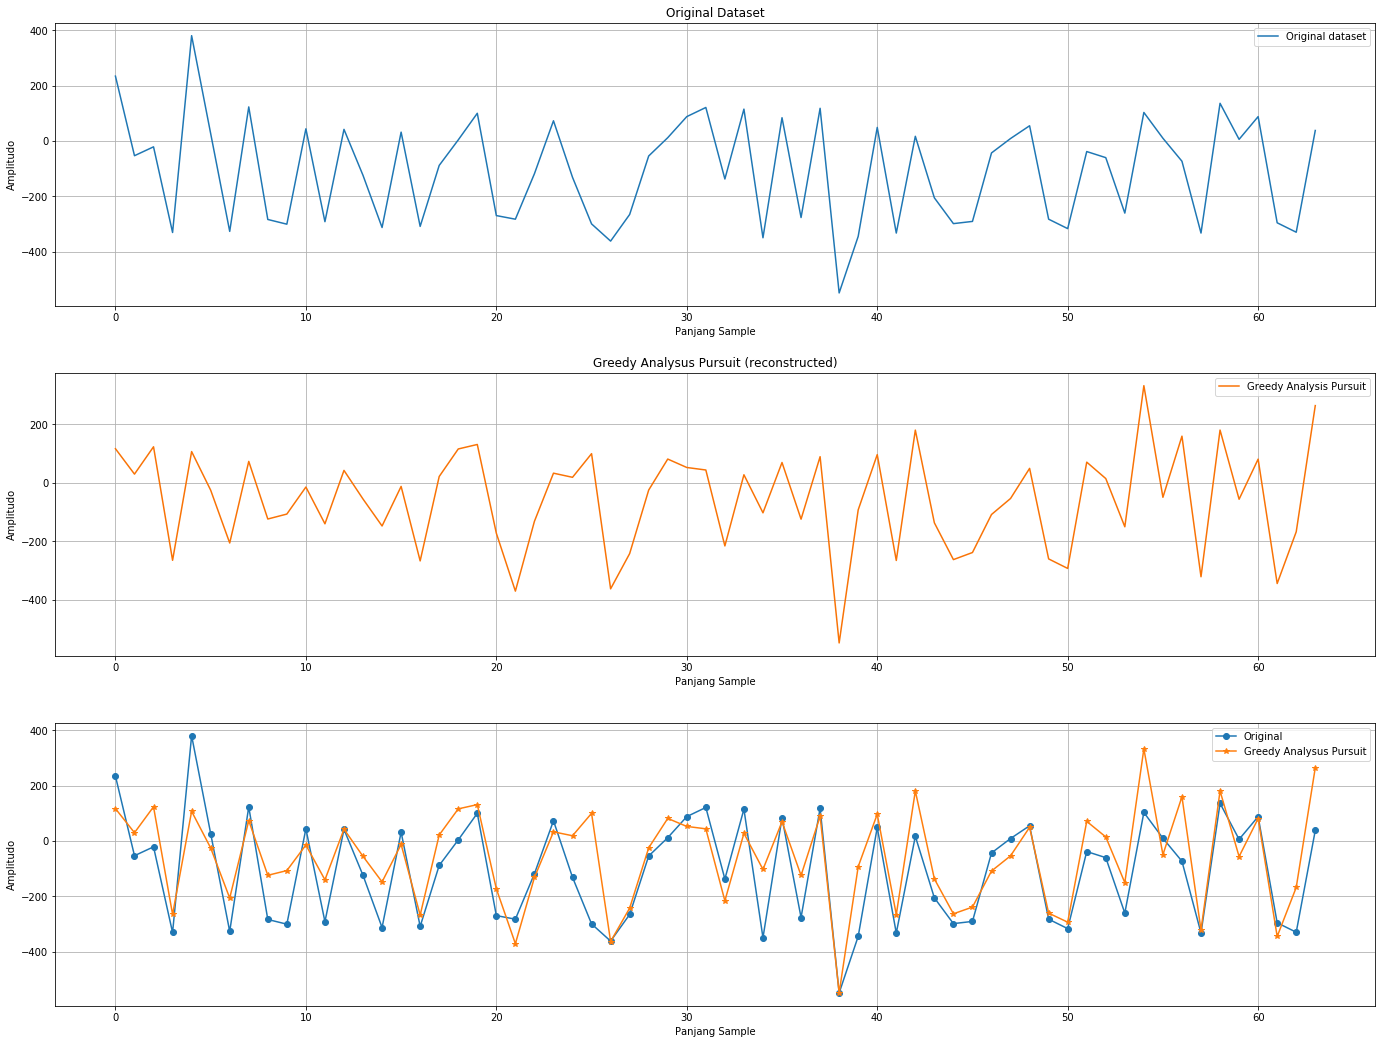 Original Dataset
Original dataset
Amplitudo
400
200
0
−200
−400
0 10 20 30 40 50 60
Panjang Sample
Greedy Analysus Pursuit (reconstructed)
Greedy Analysis Pursuit
Amplitudo
200
0
−200
−400
0 10 20 30 40 50 60
Panjang Sample
Original
Greedy Analysus Pursuit
Amplitudo
400
200
0
−200
−400
0 10 20 30 40 50 60
Panjang Sample